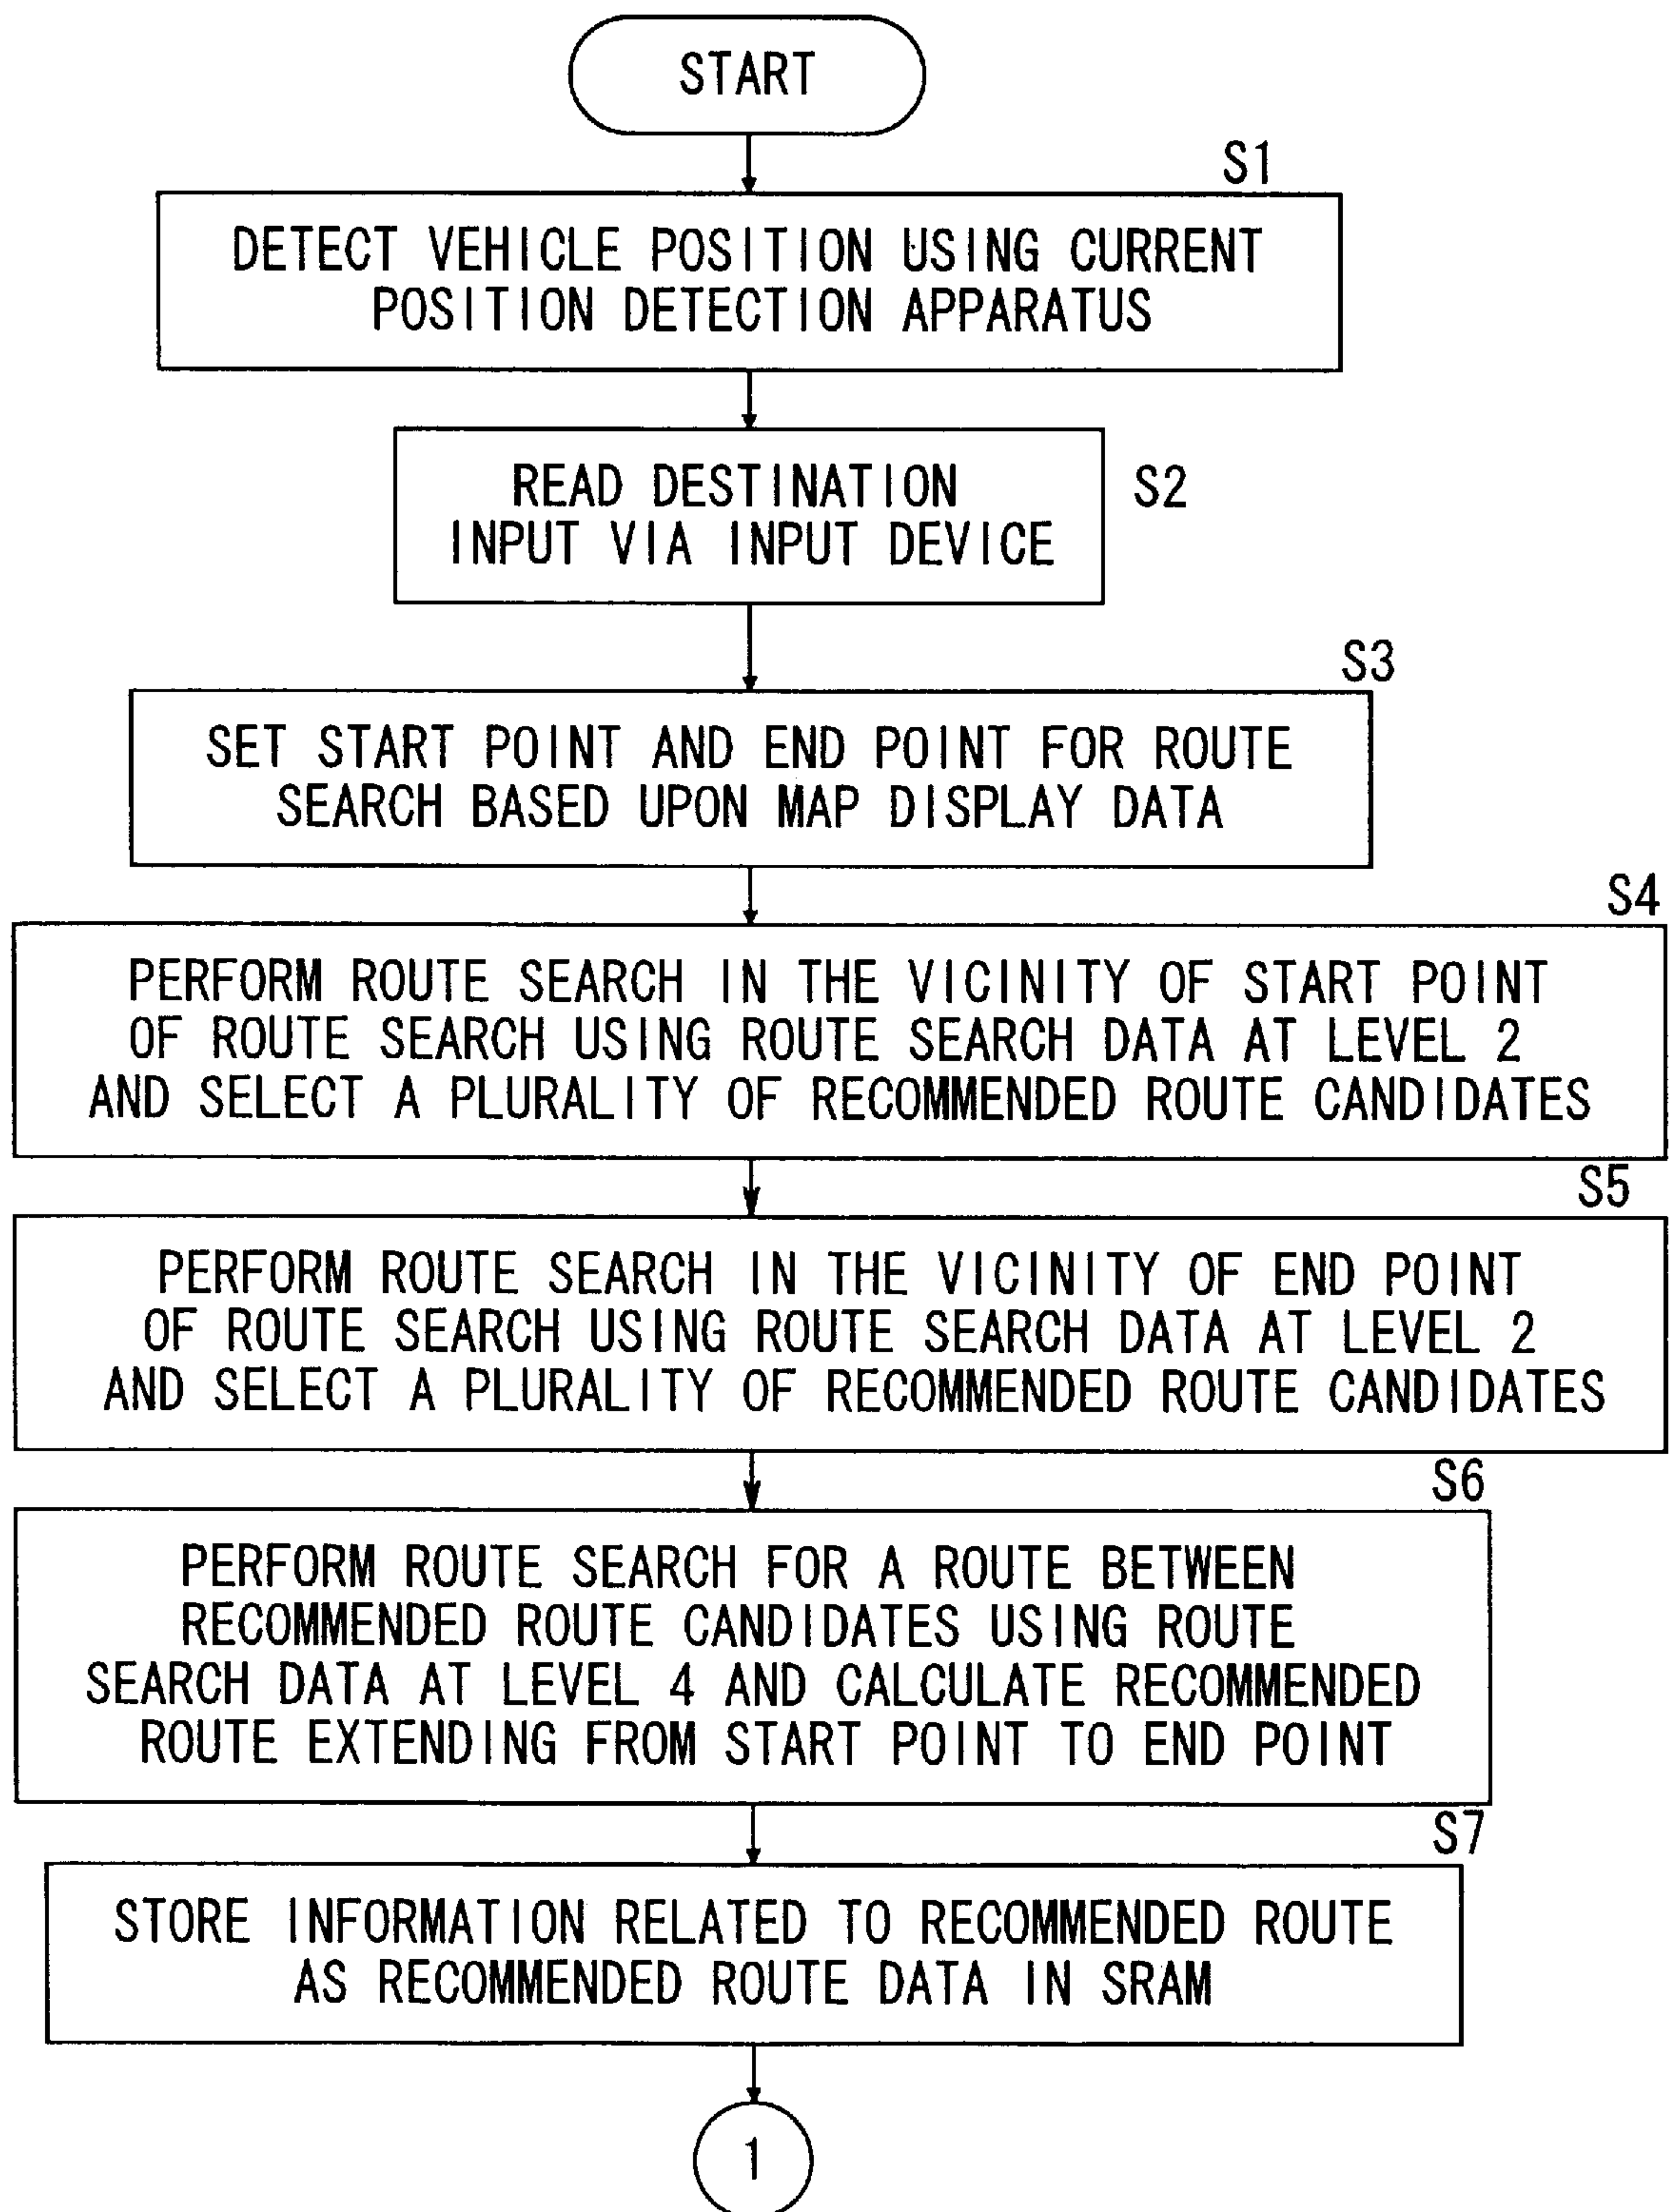 START
S1
DETECT VEHICLE POSITION USING CURRENT
POSITION DETECTION APPARATUS
READ DESTINATION
INPUT VIA INPUT DEVICE
S2
S3
SET START POINT AND END POINT FOR ROUTE
SEARCH BASED UPON MAP DISPLAY DATA
S4
PERFORM ROUTE SEARCH IN THE VICINITY OF START POINT
OF ROUTE SEARCH USING ROUTE SEARCH DATA AT LEVEL 2
AND SELECT A PLURALITY OF RECOMMENDED ROUTE CANDIDATES
S5
PERFORM ROUTE SEARCH IN THE VICINITY OF END POINT
OF ROUTE SEARCH USING ROUTE SEARCH DATA AT LEVEL 2
AND SELECT A PLURALITY OF RECOMMENDED ROUTE CANDIDATES
S6
PERFORM ROUTE SEARCH FOR A ROUTE BETWEEN
RECOMMENDED ROUTE CANDIDATES USING ROUTE
SEARCH DATA AT LEVEL 4 AND CALCULATE RECOMMENDED
ROUTE EXTENDING FROM START POINT TO END POINT
S7
STORE INFORMATION RELATED TO RECOMMENDED ROUTE
AS RECOMMENDED ROUTE DATA IN SRAM
1